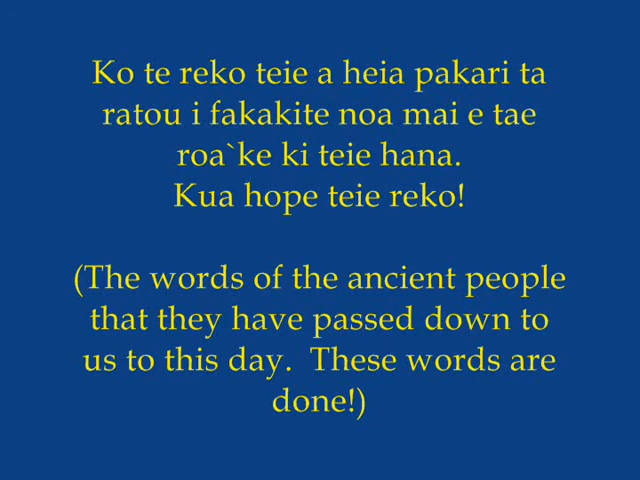 Ko te reko teie a heia pakari ta
ratou i fakakite noa mai e tae
roa`ke ki teie hana.
Kua hope teie reko!
(The words of the ancient people
that they have passed down to
us to this day.  These words are
done!)